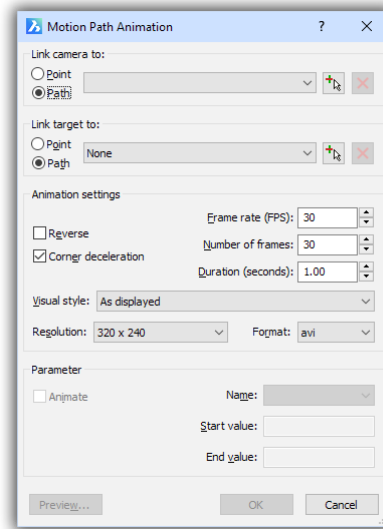 Motion Path Animation
Link camera to:
Point
Path
Link target to:
Point
Path
None
Animation settings
Reverse
Corner deceleration
Frame rate (FPS): 30
Number of frames: 30
Duration (seconds): 1.00
Visual style: As displayed
Resolution: 320 x 240 Format: avi
Parameter
Animate
Name:
Start value:
End value:
Preview... OK Cancel